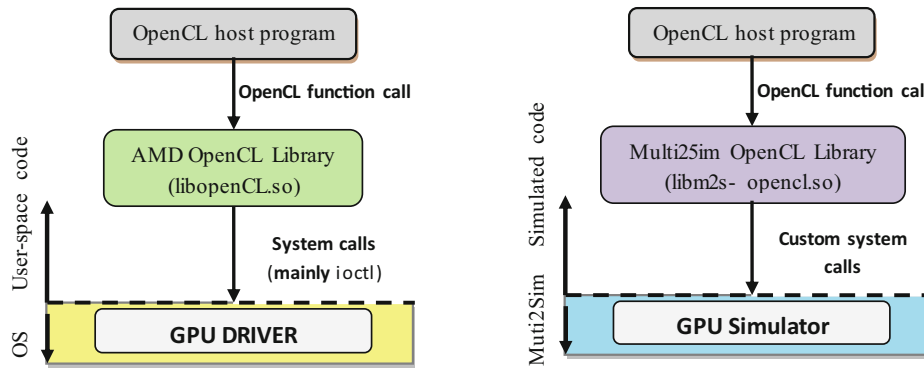 OpenCL host program
OpenCL function call
AMD OpenCL Library
(libopenCL.so)
User-space code
System calls
(mainly ioctl)
OS
GPU DRIVER
OpenCL host program
OpenCL function call
Multi25im OpenCL Library
(libm2s- opencl.so)
Simulated code
Custom system
calls
Muti2Sim
GPU Simulator